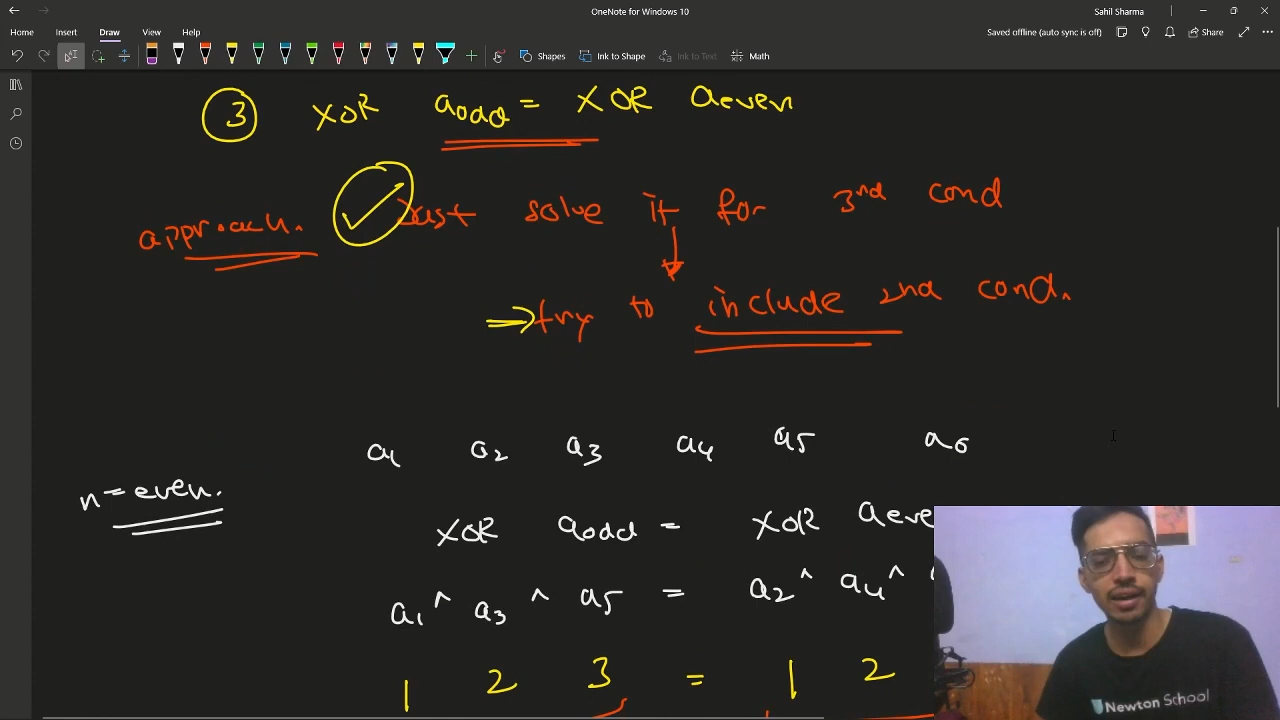 OneNote for Windows 10
Sahil Sharma
Home Insert Draw View Help
Saved offline (auto sync is off) Share
Shapes Ink to Shape Ink to Text Math
3 XOR aodd = XOR aeven
approach. Just solve it for 3nd cond
try to include 2nd cond.
a1 a2 a3 a4 a5 a6
n = even.
XOR aodd = XOR aeve
a1 ^ a3 ^ a5 = a2 ^ a4 ^
1 2 3 = 1 2
Newton School